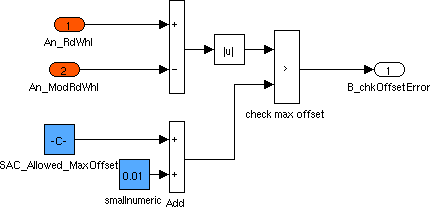 1
+
An_RdWhl
2
-
An_ModRdWhl
|u|
>
1
B_chkOffsetError
check max offset
-C-
+
SAC_Allowed_MaxOffset
0.01
+
smallnumeric
Add